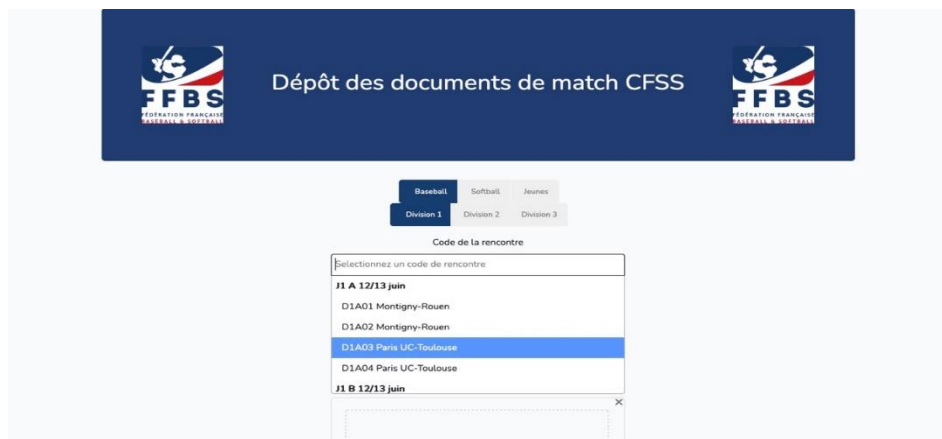 FFBS
FÉDÉRATION FRANÇAISE
BASEBALL & SOFTBALL
Dépôt des documents de match CFSS
FFBS
FÉDÉRATION FRANÇAISE
BASEBALL & SOFTBALL
Baseball Softball Jeunes
Division 1 Division 2 Division 3
Code de la rencontre
Selectionnez un code de rencontre
J1 A 12/13 juin
D1A01 Montigny-Rouen
D1A02 Montigny-Rouen
D1A03 Paris UC-Toulouse
D1A04 Paris UC-Toulouse
J1 B 12/13 juin